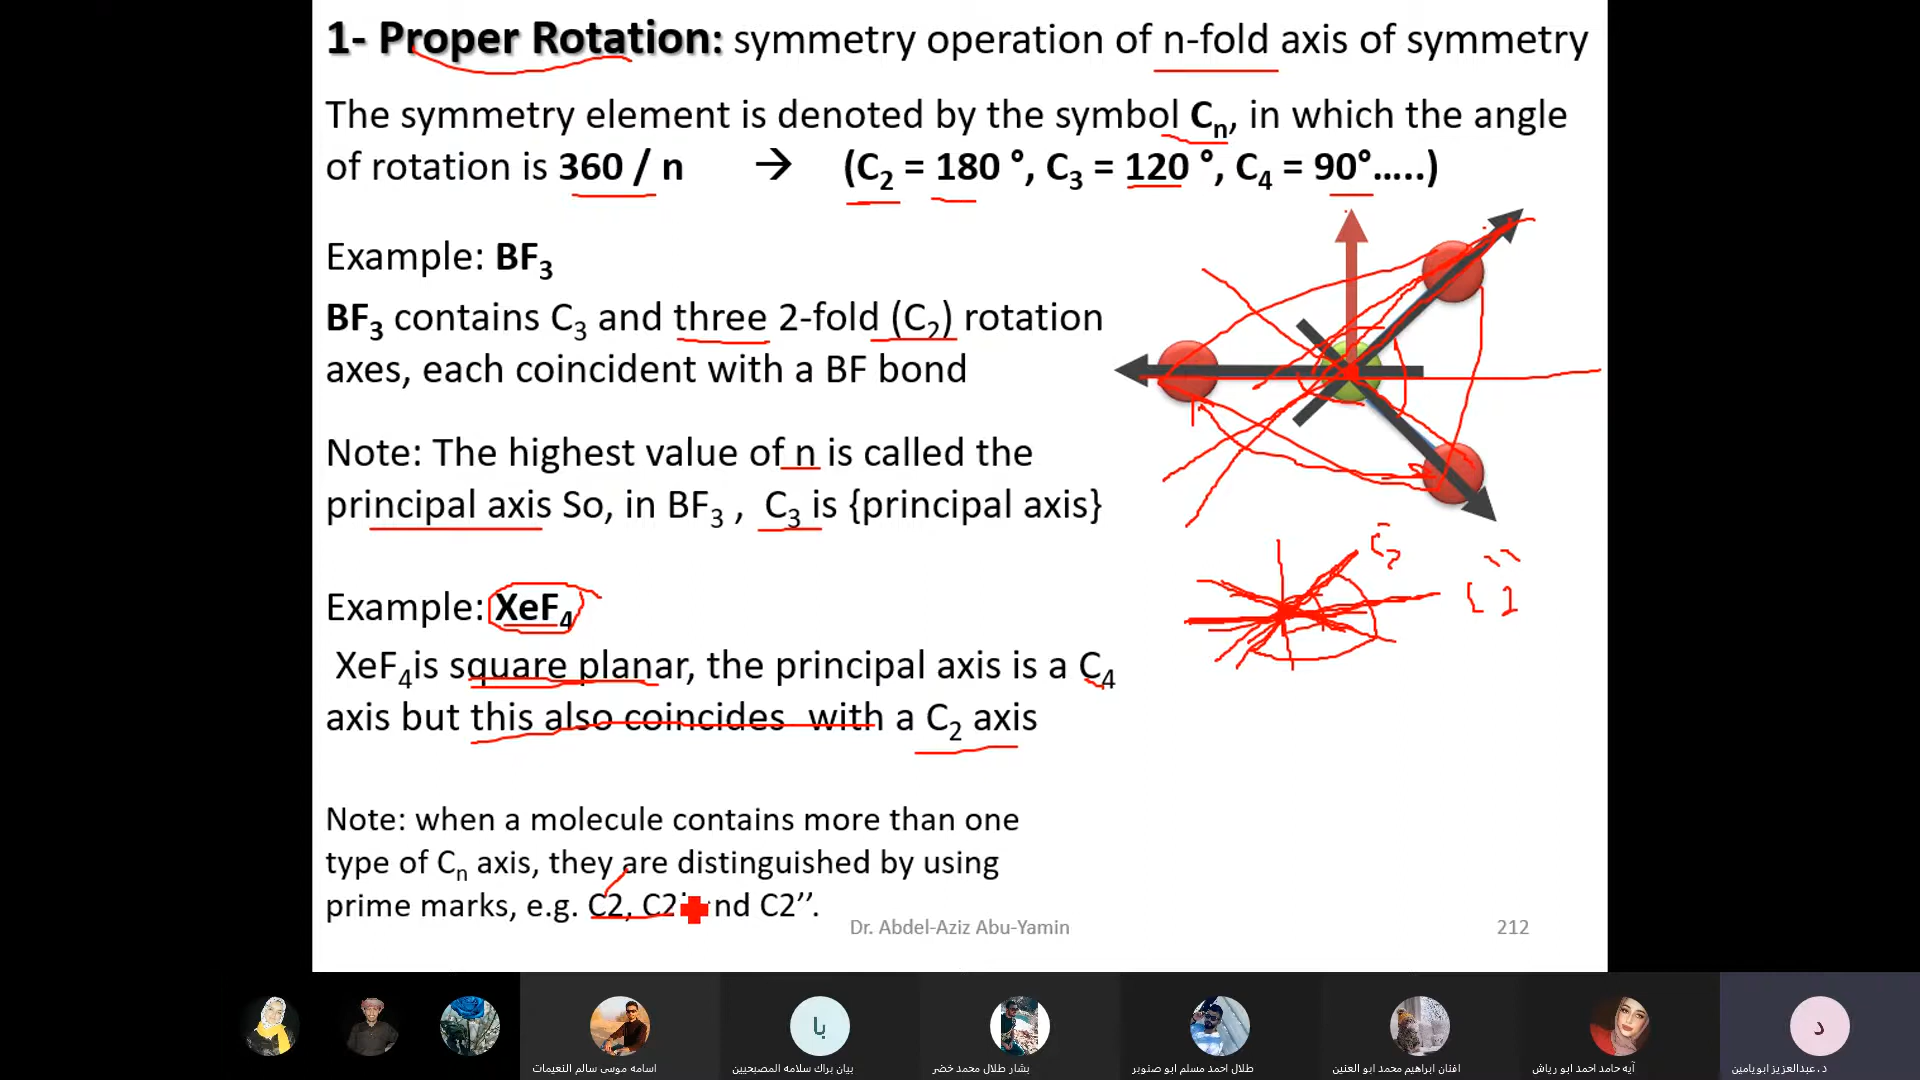 1- Proper Rotation: symmetry operation of n-fold axis of symmetry
The symmetry element is denoted by the symbol Cn, in which the angle
of rotation is 360 / n → (C2 = 180 °, C3 = 120 °, C4 = 90°…..)
Example: BF3
BF3 contains C3 and three 2-fold (C2) rotation
axes, each coincident with a BF bond
Note: The highest value of n is called the
principal axis So, in BF3 , C3 is {principal axis}
Example: XeF4
XeF4is square planar, the principal axis is a C4
axis but this also coincides with a C2 axis
Note: when a molecule contains more than one
type of Cn axis, they are distinguished by using
prime marks, e.g. C2, C2' nd C2’’.
Dr. Abdel-Aziz Abu-Yamin
212
با
د
اسامه موسى سالم النعيمات
بيان براك سلامه المصبحيين
بشار طلال محمد خضر
طلال احمد مسلم ابو صنوبر
افنان ابراهيم محمد ابو العنين
آيه حامد احمد ابو رياش
د.عبدالعزيز ابويامين